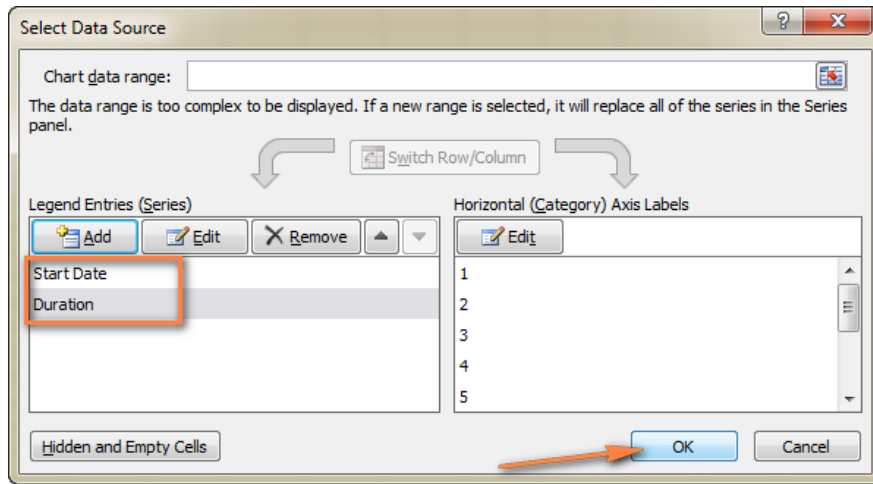 Select Data Source
Chart data range:
The data range is too complex to be displayed. If a new range is selected, it will replace all of the series in the Series
panel.
Switch Row/Column
Legend Entries (Series)
Horizontal (Category) Axis Labels
Add
Edit
Remove
Edit
Start Date
Duration
1
2
3
4
5
Hidden and Empty Cells
OK
Cancel